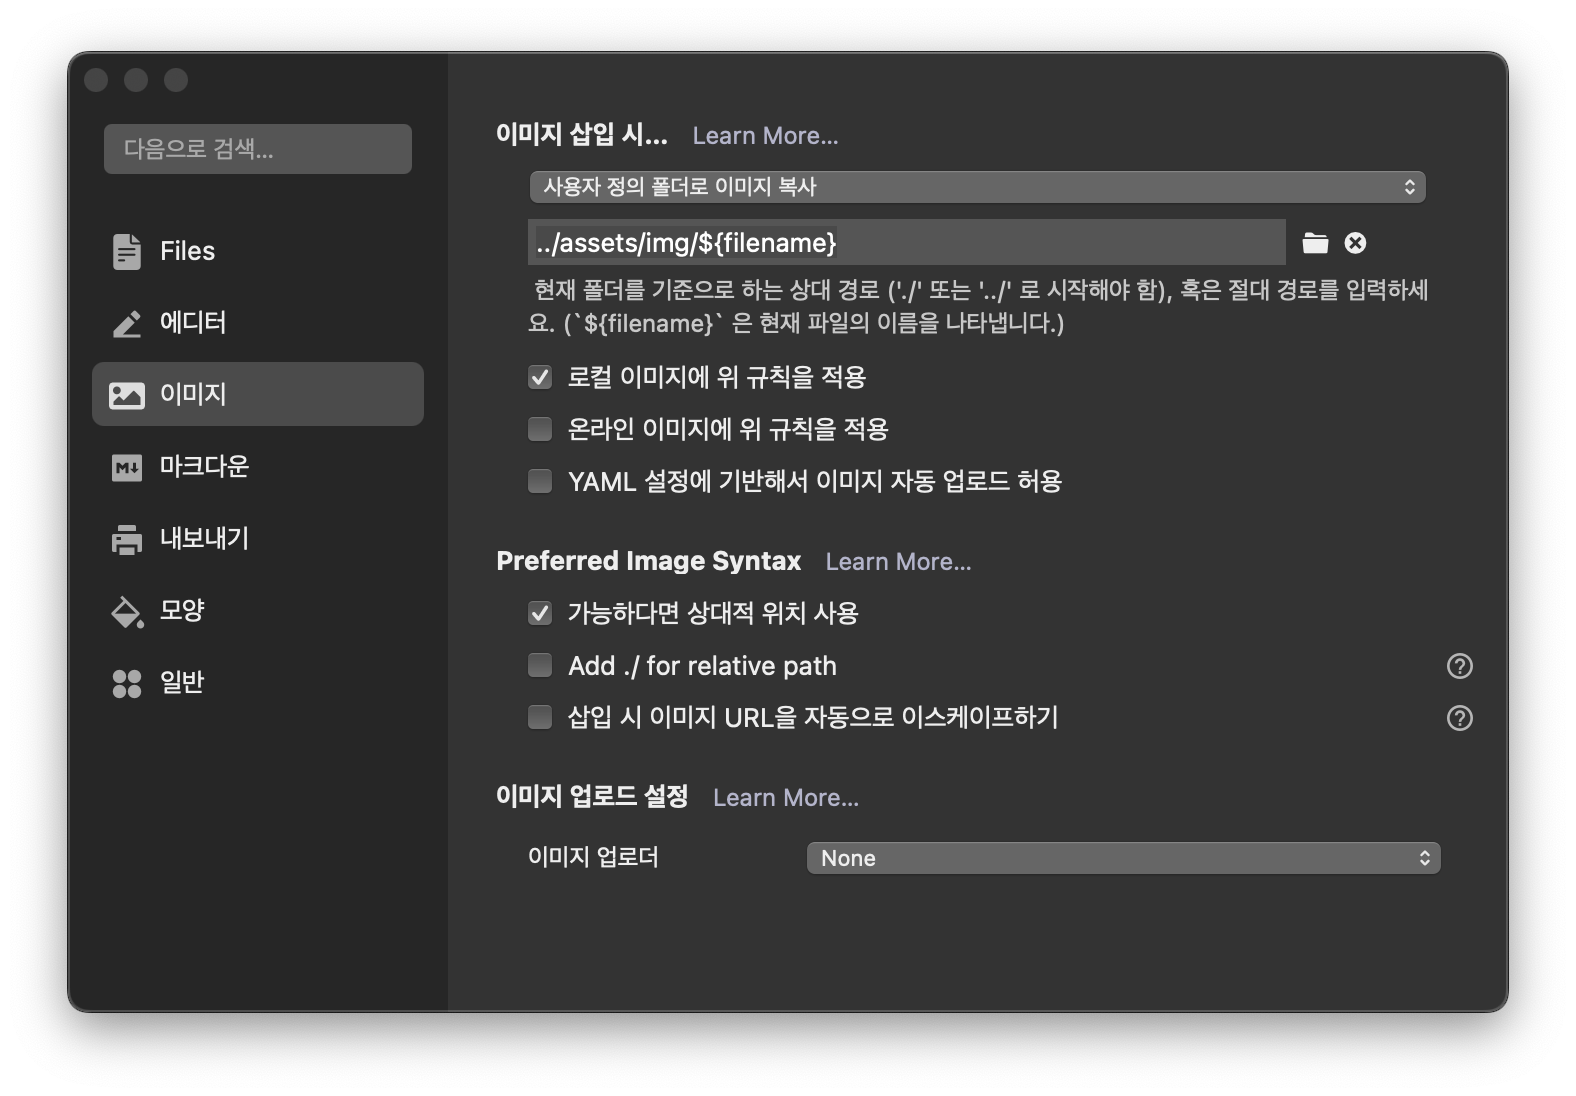 다음으로 검색...
Files
에디터
이미지
마크다운
내보내기
모양
일반
이미지 삽입 시... Learn More...
사용자 정의 폴더로 이미지 복사
../assets/img/${filename}
현재 폴더를 기준으로 하는 상대 경로 ('./' 또는 '../' 로 시작해야 함), 혹은 절대 경로를 입력하세
요. (`${filename}` 은 현재 파일의 이름을 나타냅니다.)
로컬 이미지에 위 규칙을 적용
온라인 이미지에 위 규칙을 적용
YAML 설정에 기반해서 이미지 자동 업로드 허용
Preferred Image Syntax Learn More...
가능하다면 상대적 위치 사용
Add ./ for relative path
삽입 시 이미지 URL을 자동으로 이스케이프하기
이미지 업로드 설정 Learn More...
이미지 업로더 None